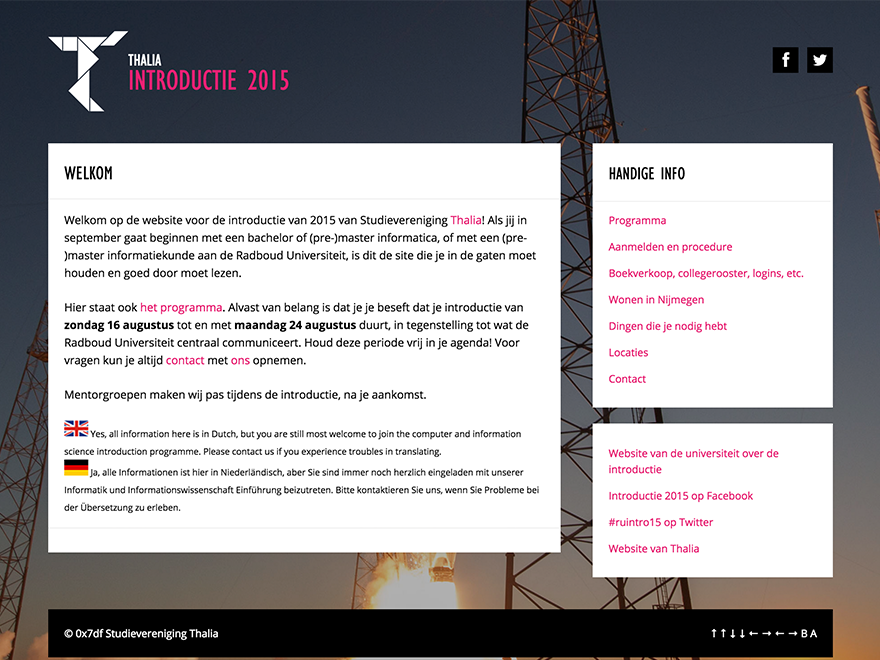 THALIA
INTRODUCTIE 2015
f
WELKOM
Welkom op de website voor de introductie van 2015 van Studievereniging Thalia! Als jij in
september gaat beginnen met een bachelor of (pre-)master informatica, of met een (pre-
)master informatiekunde aan de Radboud Universiteit, is dit de site die je in de gaten moet
houden en goed door moet lezen.
Hier staat ook het programma. Alvast van belang is dat je je beseft dat je introductie van
zondag 16 augustus tot en met maandag 24 augustus duurt, in tegenstelling tot wat de
Radboud Universiteit centraal communiceert. Houd deze periode vrij in je agenda! Voor
vragen kun je altijd contact met ons opnemen.
Mentorgroepen maken wij pas tijdens de introductie, na je aankomst.
Yes, all information here is in Dutch, but you are still most welcome to join the computer and information
science introduction programme. Please contact us if you experience troubles in translating.
Ja, alle Informationen ist hier in Niederländisch, aber Sie sind immer noch herzlich eingeladen mit unserer
Informatik und Informationswissenschaft Einführung beizutreten. Bitte kontaktieren Sie uns, wenn Sie Probleme bei
der Übersetzung zu erleben.
HANDIGE INFO
Programma
Aanmelden en procedure
Boekverkoop, collegerooster, logins, etc.
Wonen in Nijmegen
Dingen die je nodig hebt
Locaties
Contact
Website van de universiteit over de
introductie
Introductie 2015 op Facebook
#ruintro15 op Twitter
Website van Thalia
© 0x7df Studievereniging Thalia
↑ ↑ ↓ ↓ ← → ← → B A